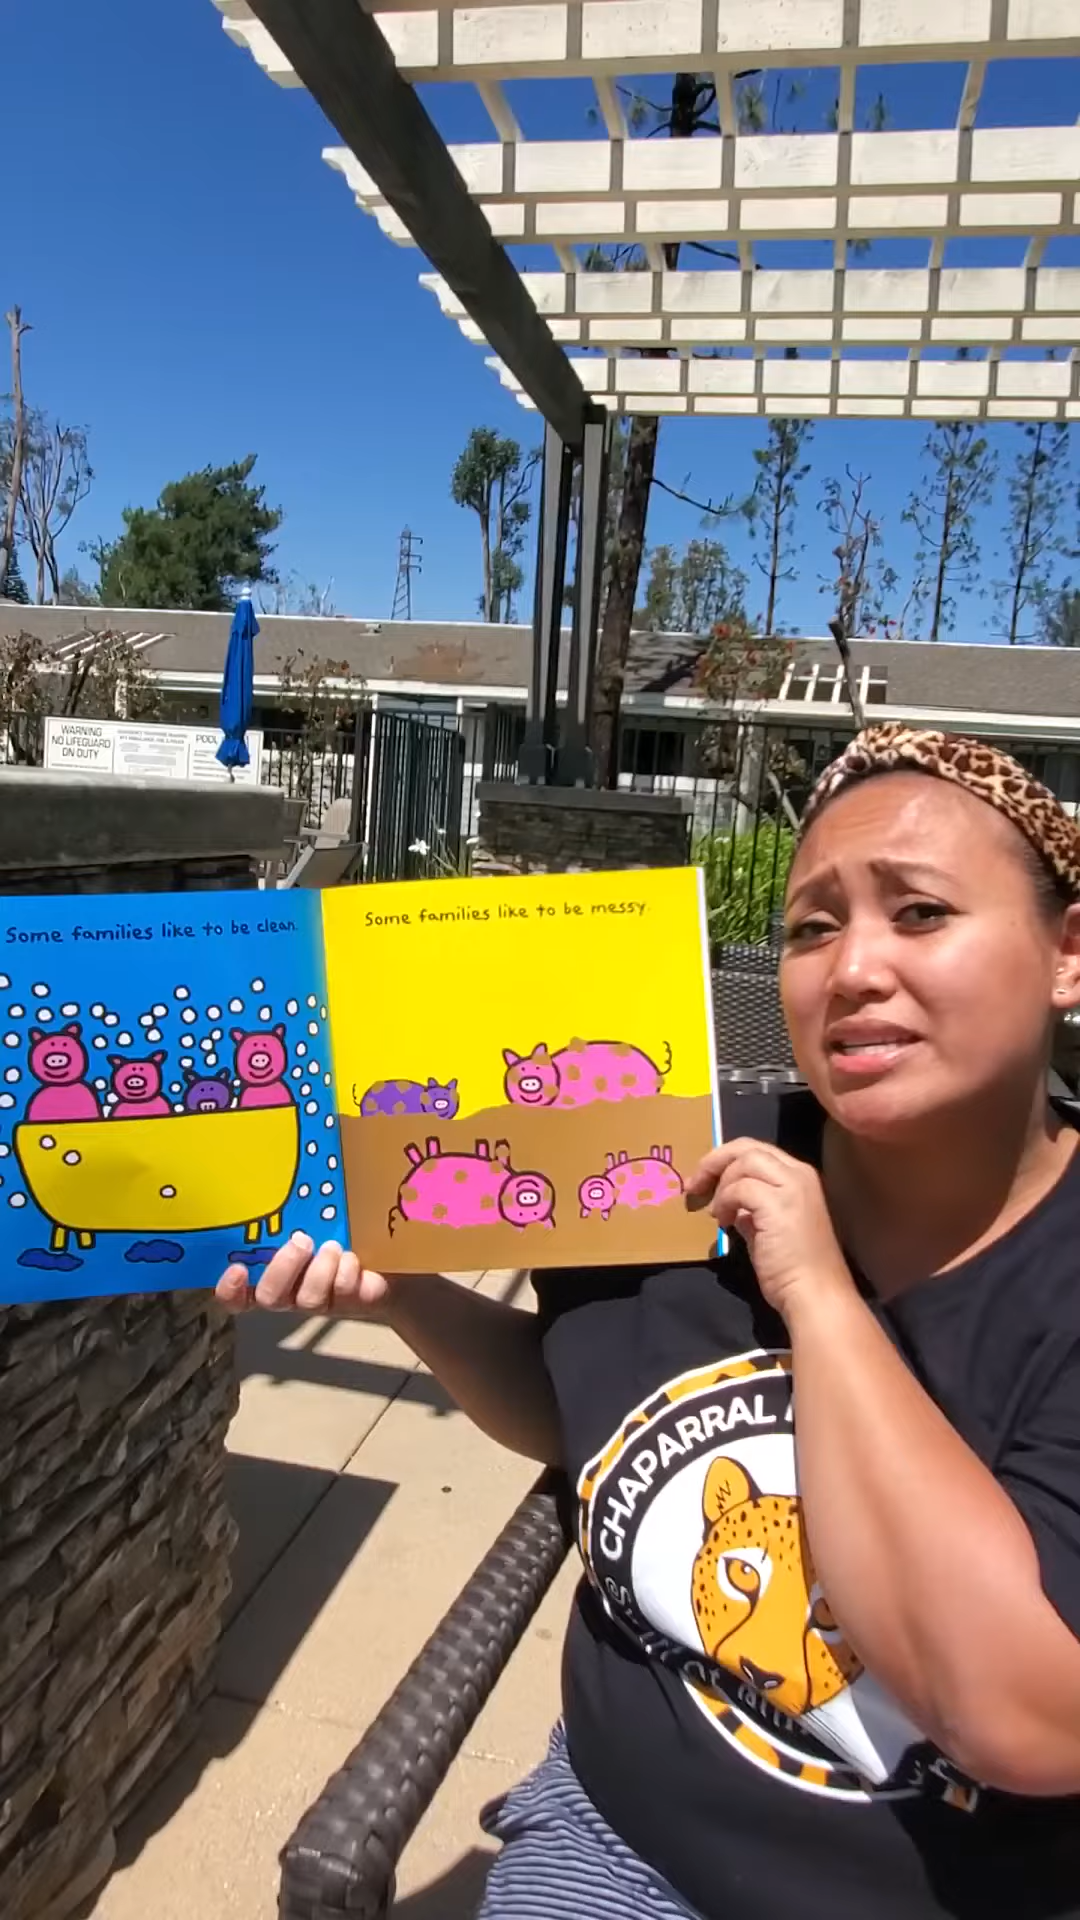 WARNING
NO LIFEGUARD
ON DUTY
POOL
Some families like to be clean.
Some families like to be messy.
CHAPARRAL